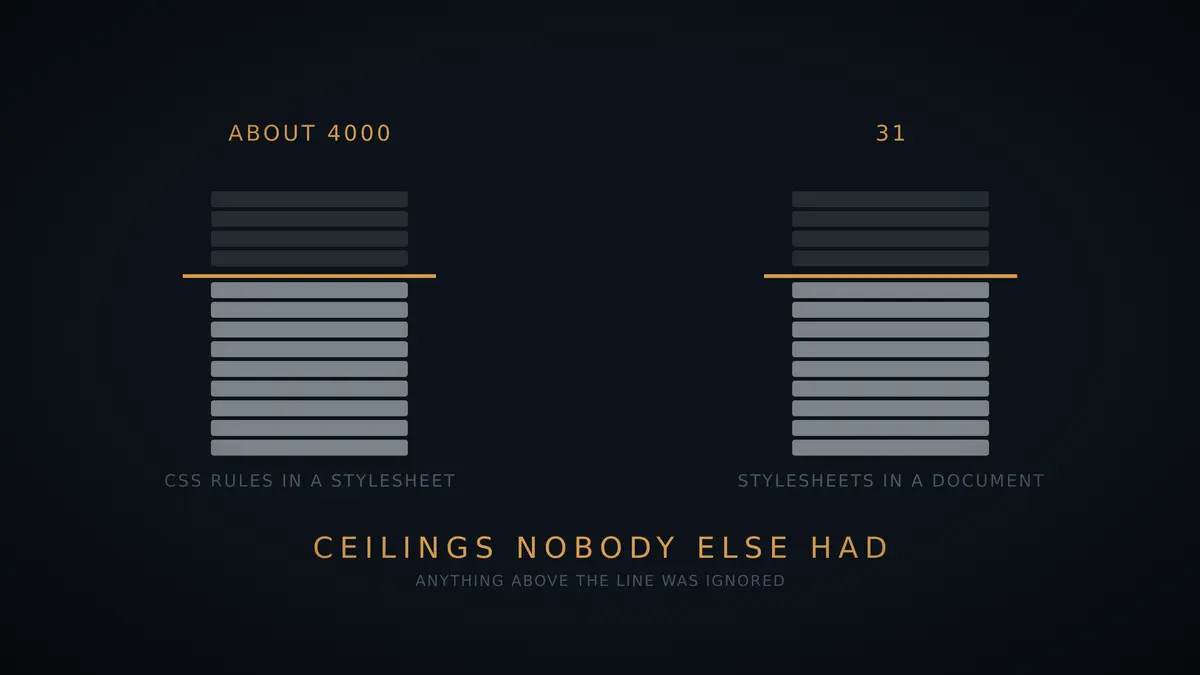 ABOUT 4000
31
CSS RULES IN A STYLESHEET
STYLESHEETS IN A DOCUMENT
CEILINGS NOBODY ELSE HAD
ANYTHING ABOVE THE LINE WAS IGNORED